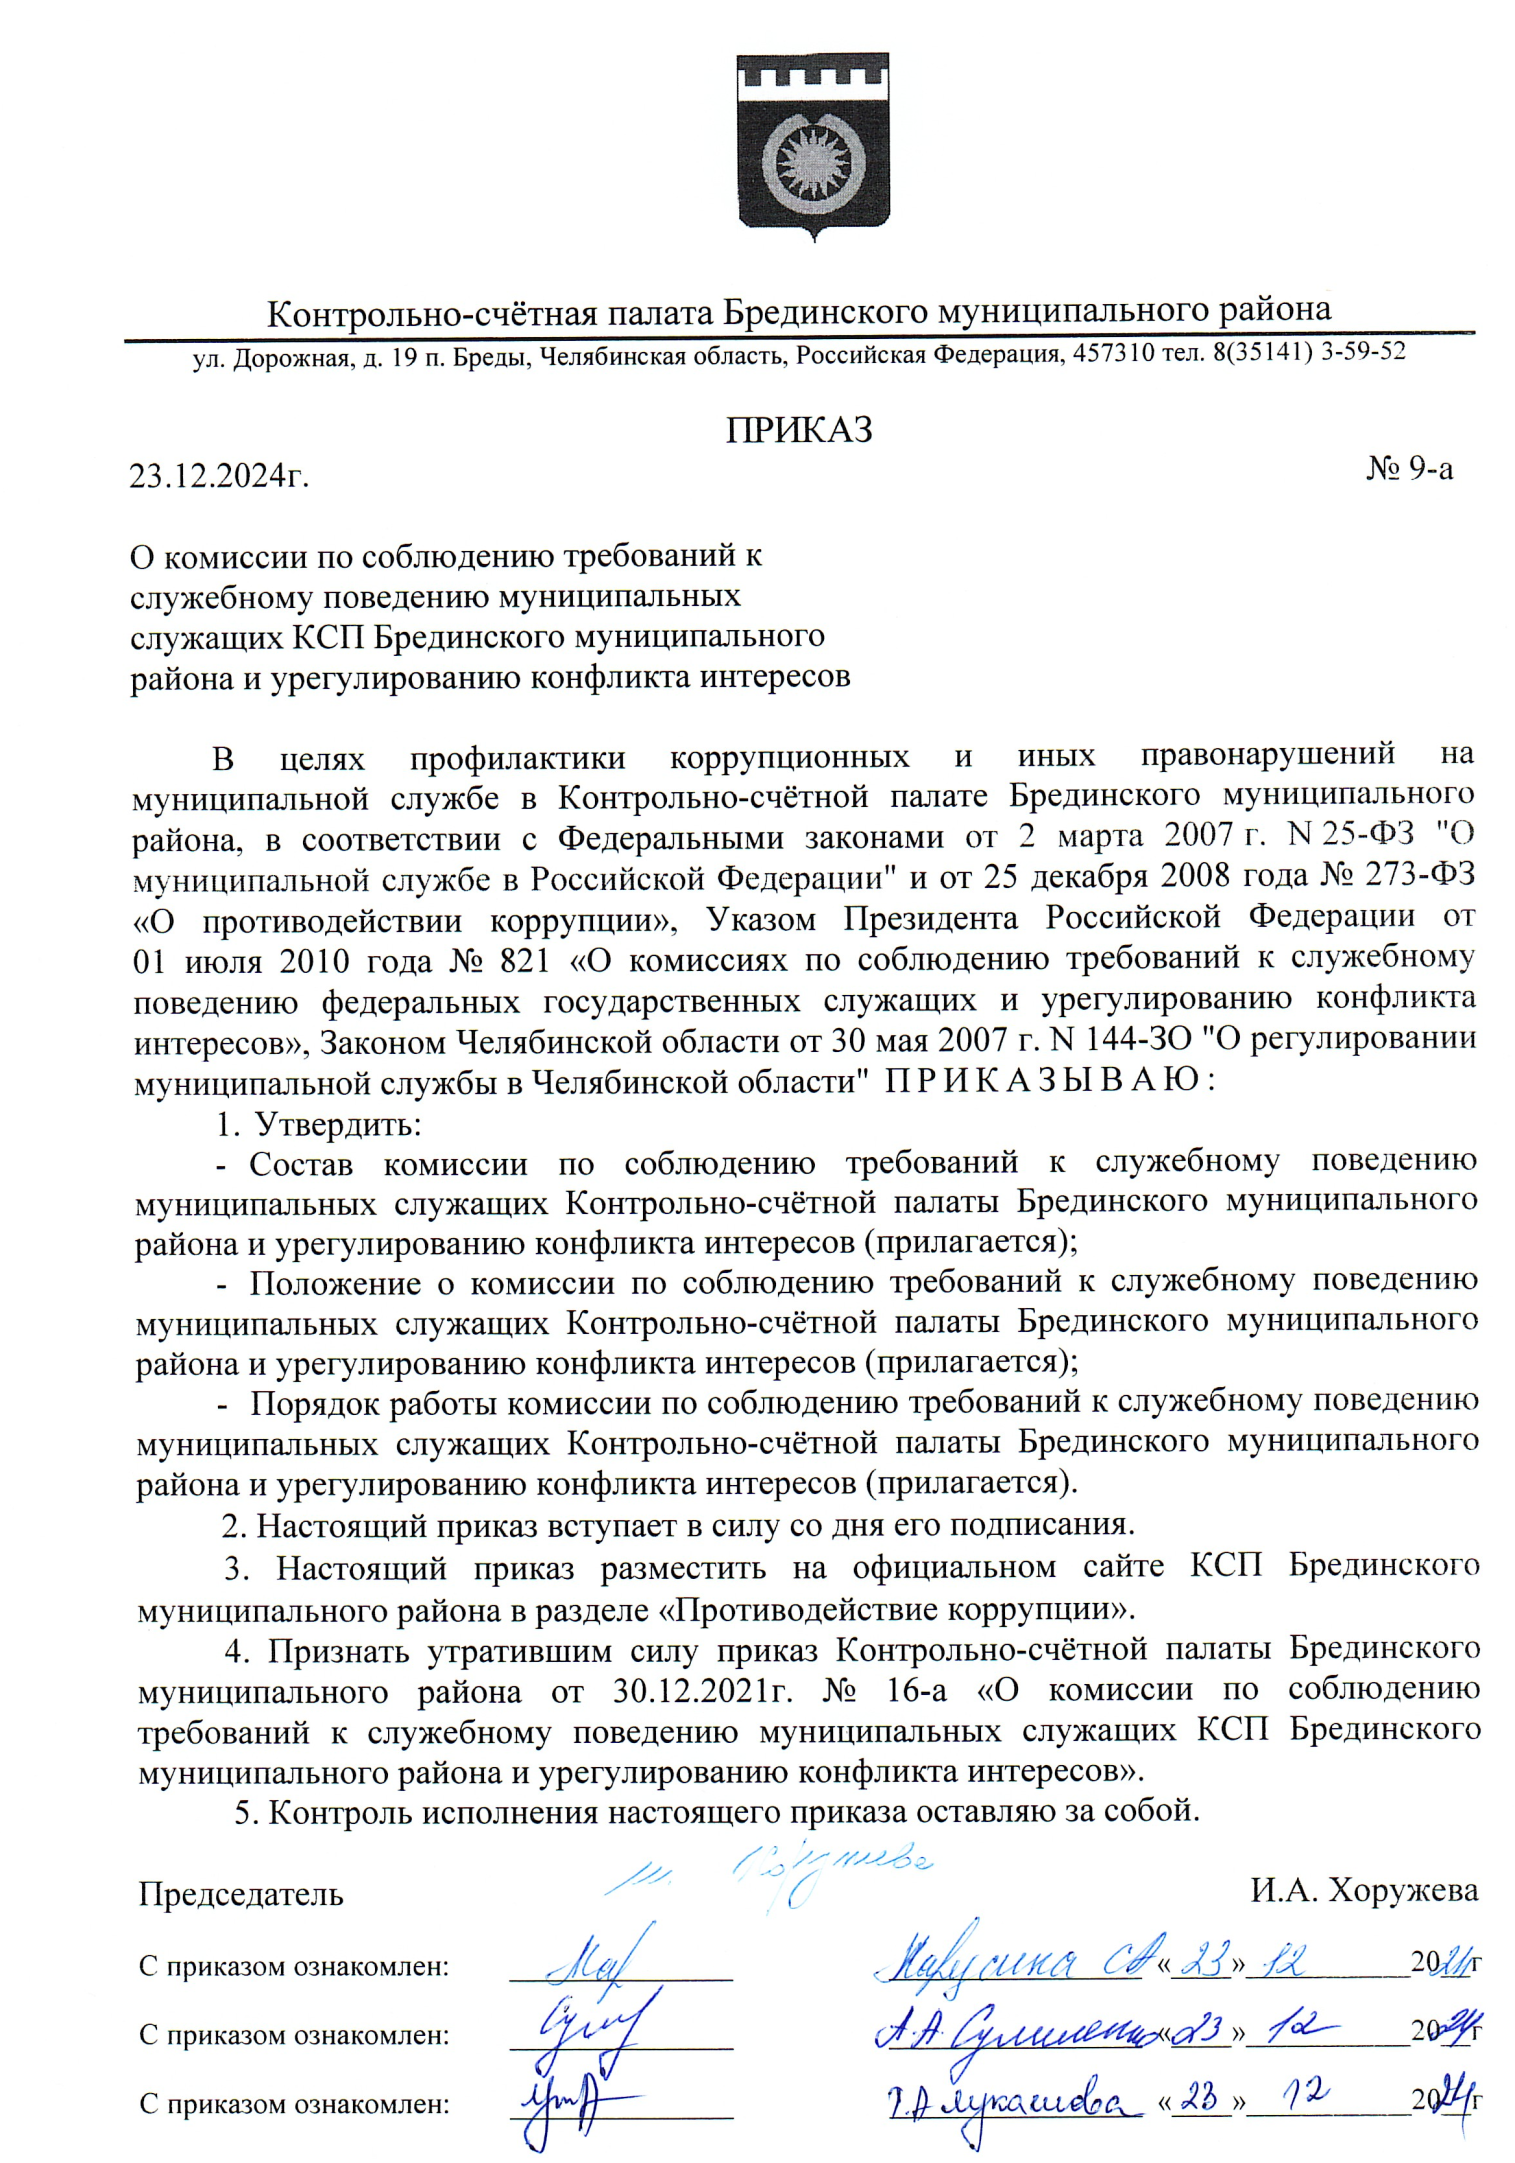 Контрольно-счётная палата Брединского муниципального района
ул. Дорожная, д. 19 п. Бреды, Челябинская область, Российская Федерация, 457310 тел. 8(35141) 3-59-52
ПРИКАЗ
23.12.2024г. № 9-а
О комиссии по соблюдению требований к
служебному поведению муниципальных
служащих КСП Брединского муниципального
района и урегулированию конфликта интересов
В целях профилактики коррупционных и иных правонарушений на
муниципальной службе в Контрольно-счётной палате Брединского муниципального
района, в соответствии с Федеральными законами от 2 марта 2007 г. N 25-ФЗ "О
муниципальной службе в Российской Федерации" и от 25 декабря 2008 года № 273-ФЗ
«О противодействии коррупции», Указом Президента Российской Федерации от
01 июля 2010 года № 821 «О комиссиях по соблюдению требований к служебному
поведению федеральных государственных служащих и урегулированию конфликта
интересов», Законом Челябинской области от 30 мая 2007 г. N 144-ЗО "О регулировании
муниципальной службы в Челябинской области" П Р И К А З Ы В А Ю :
1. Утвердить:
- Состав комиссии по соблюдению требований к служебному поведению
муниципальных служащих Контрольно-счётной палаты Брединского муниципального
района и урегулированию конфликта интересов (прилагается);
- Положение о комиссии по соблюдению требований к служебному поведению
муниципальных служащих Контрольно-счётной палаты Брединского муниципального
района и урегулированию конфликта интересов (прилагается);
- Порядок работы комиссии по соблюдению требований к служебному поведению
муниципальных служащих Контрольно-счётной палаты Брединского муниципального
района и урегулированию конфликта интересов (прилагается).
2. Настоящий приказ вступает в силу со дня его подписания.
3. Настоящий приказ разместить на официальном сайте КСП Брединского
муниципального района в разделе «Противодействие коррупции».
4. Признать утратившим силу приказ Контрольно-счётной палаты Брединского
муниципального района от 30.12.2021г. № 16-а «О комиссии по соблюдению
требований к служебному поведению муниципальных служащих КСП Брединского
муниципального района и урегулированию конфликта интересов».
5. Контроль исполнения настоящего приказа оставляю за собой.
Председатель И.А. Хоружева
С приказом ознакомлен: «23» 12 2024г
С приказом ознакомлен: А.А. «23» 12 2024г
С приказом ознакомлен: Лукашова «23» 12 2024г